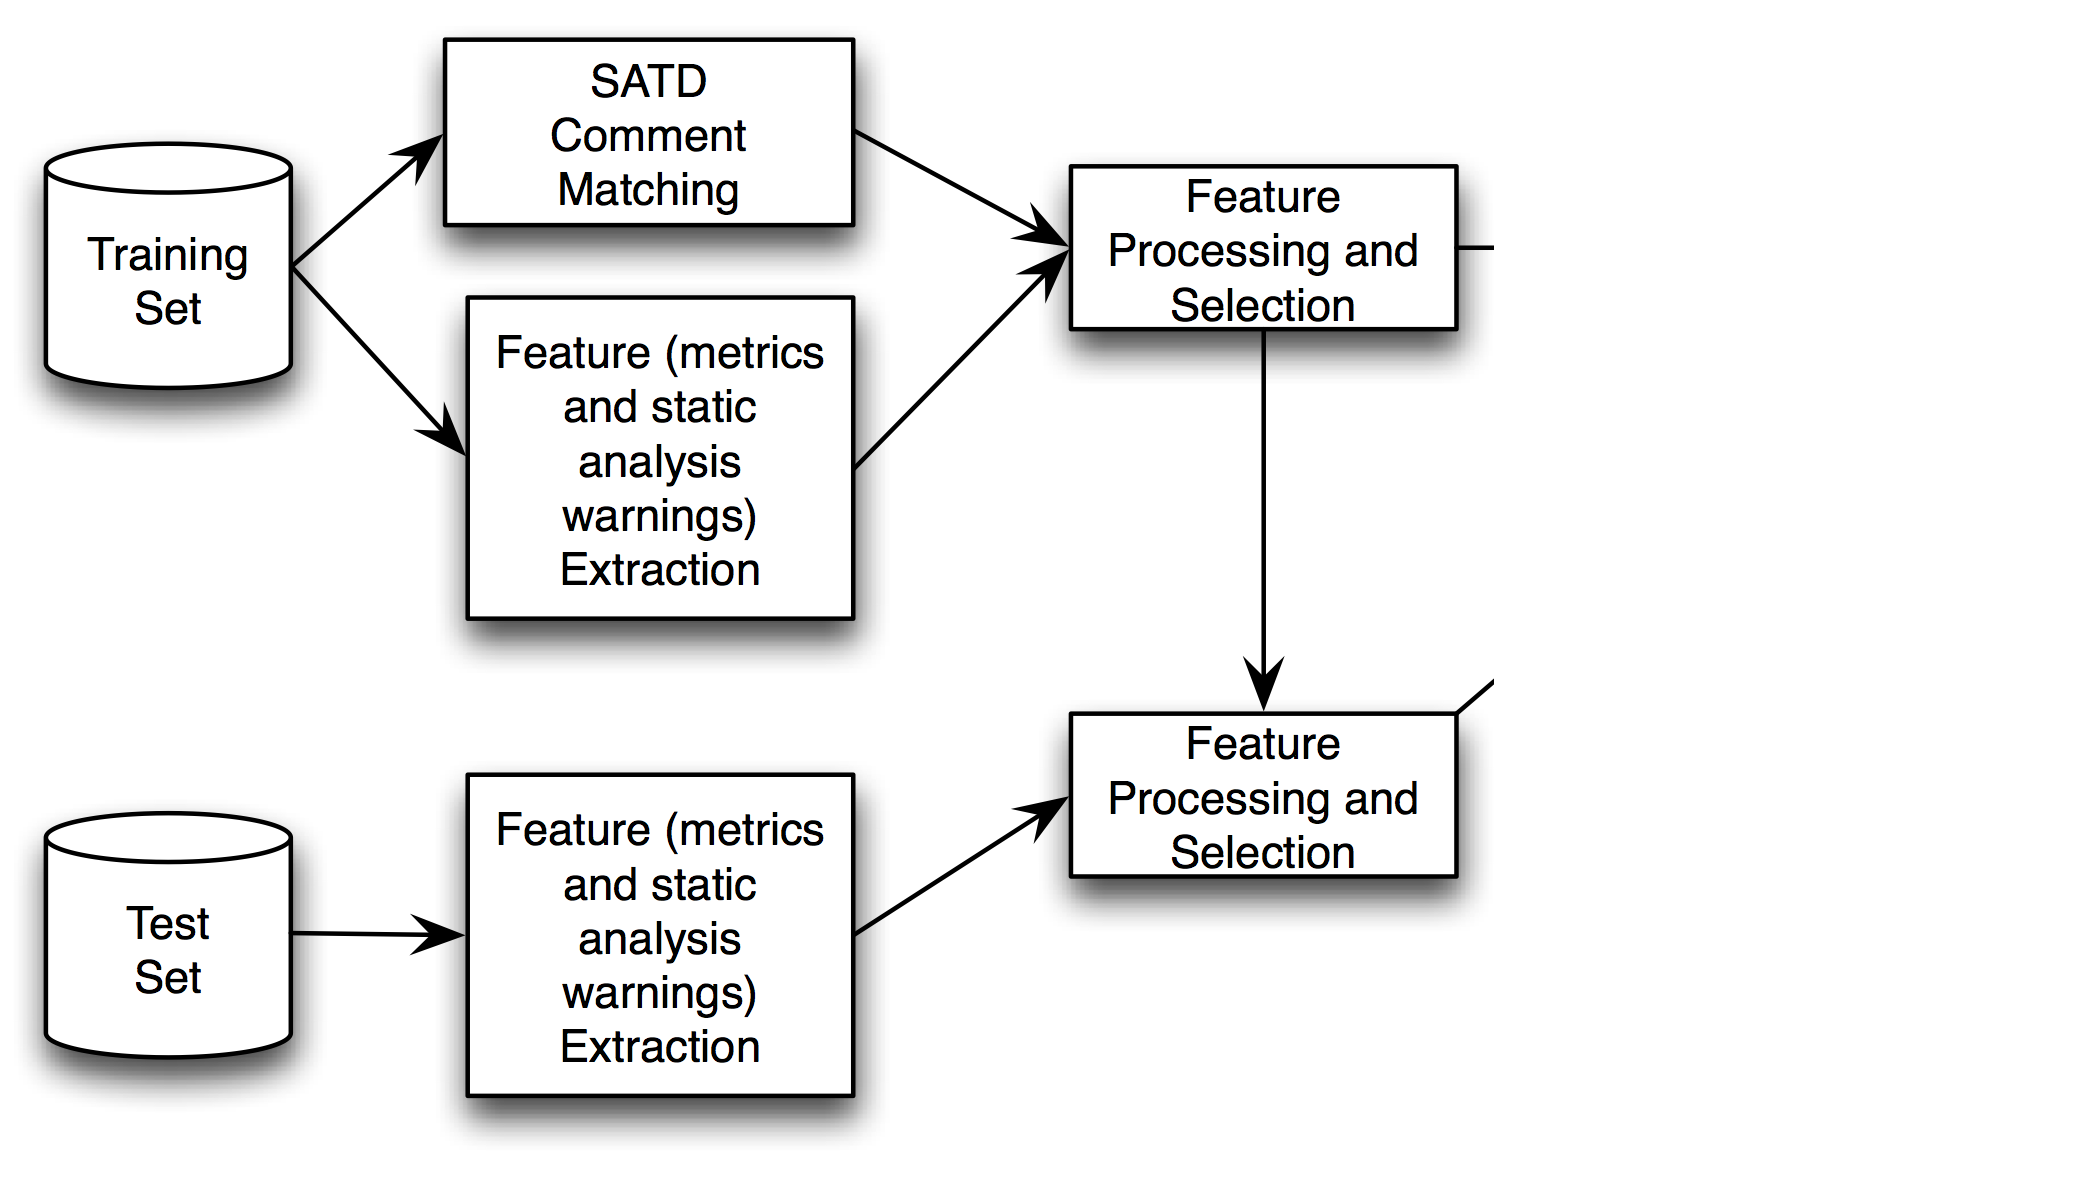 SATD
Comment
Matching
Training
Set
Feature (metrics
and static
analysis
warnings)
Extraction
Feature
Processing and
Selection
Test
Set
Feature (metrics
and static
analysis
warnings)
Extraction
Feature
Processing and
Selection